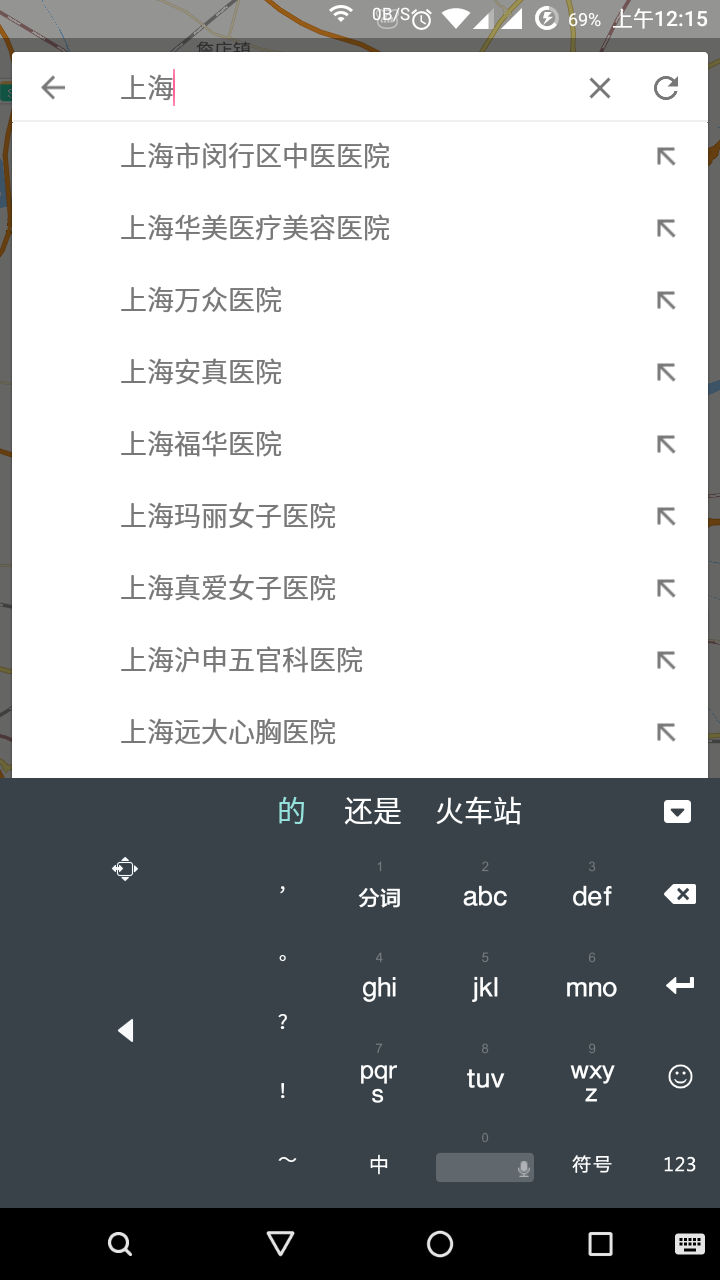 0B/S 69% 上午12:15
詹店镇
上海
上海市闵行区中医医院
上海华美医疗美容医院
上海万众医院
上海安真医院
上海福华医院
上海玛丽女子医院
上海真爱女子医院
上海沪申五官科医院
上海远大心胸医院
的 还是 火车站
，
1 2 3
分词 abc def
。
4 5 6
ghi jkl mno
？
7 8 9
pqrs tuv wxyz
！
0
～ 中 符号 123